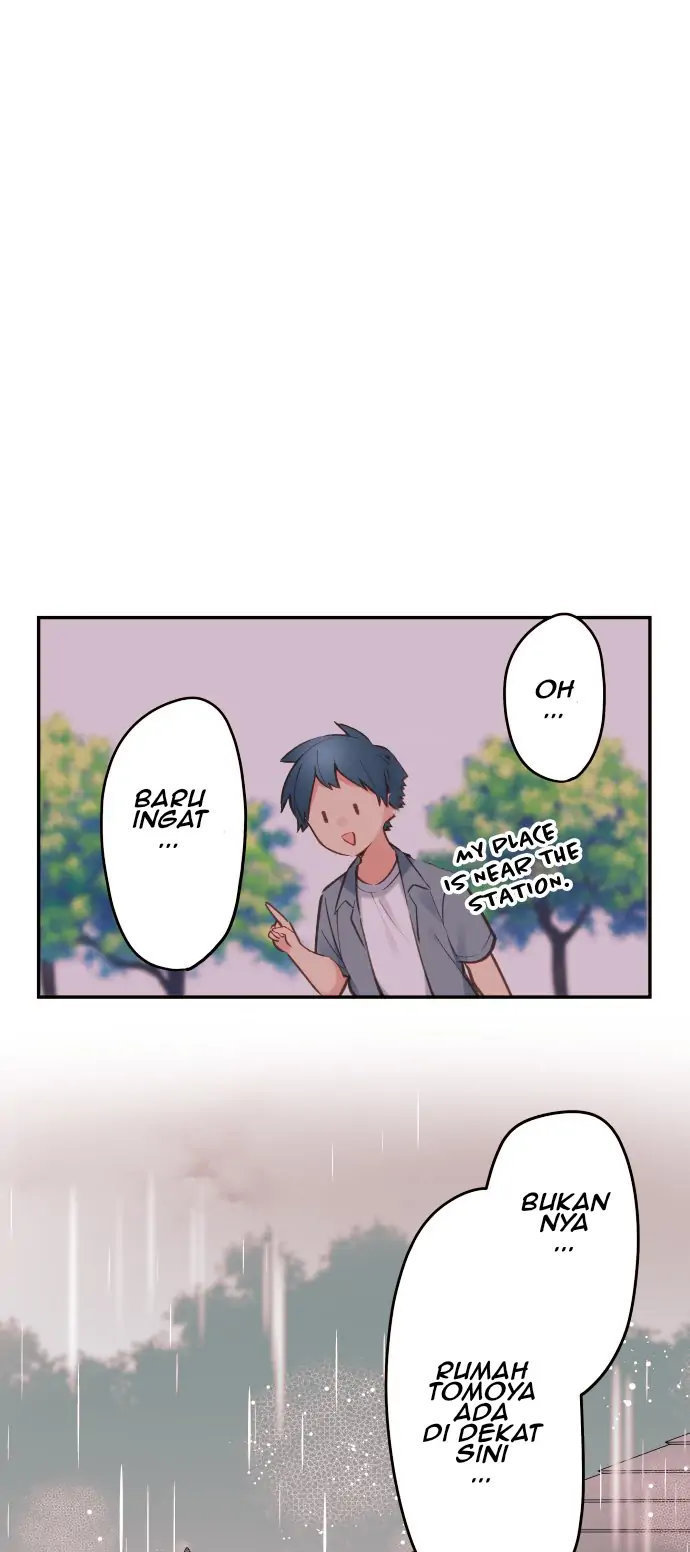 OH
...
BARU
INGAT
...
MY PLACE
IS NEAR THE
STATION.
BUKAN
NYA
...
RUMAH
TOMOYA
ADA
DI DEKAT
SINI
...